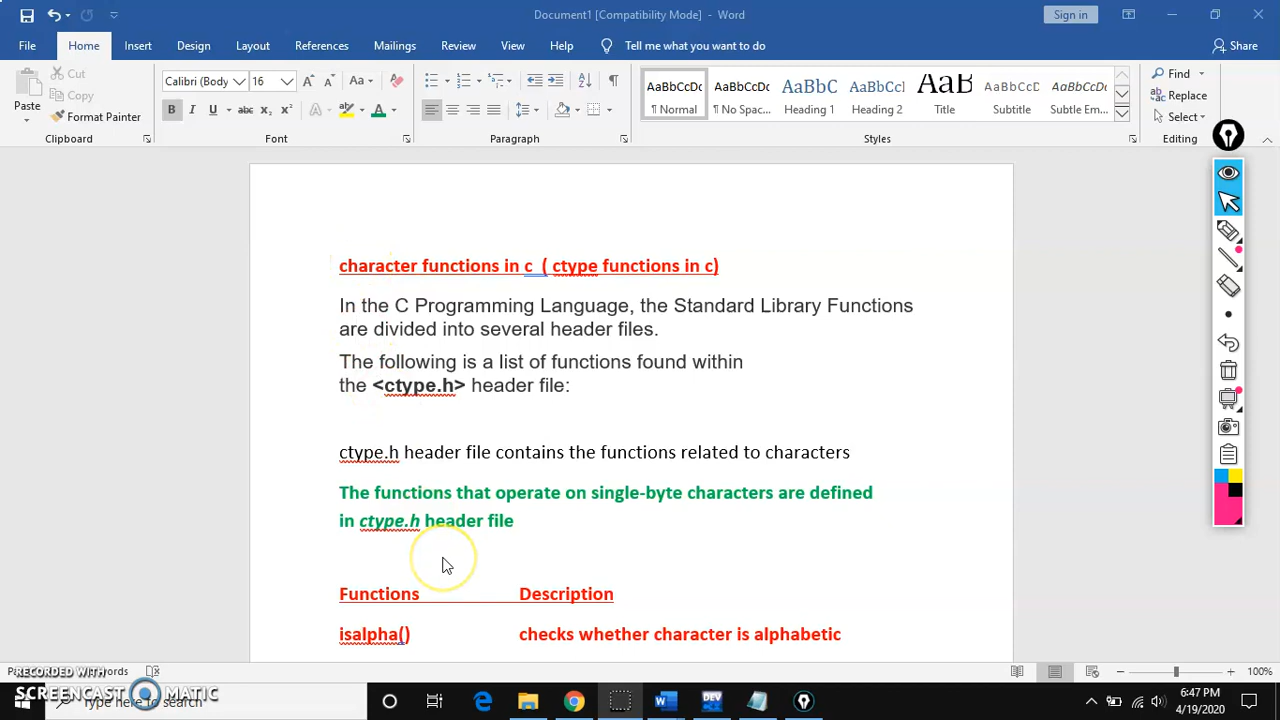 Document1 [Compatibility Mode] - Word
Sign in
File Home Insert Design Layout References Mailings Review View Help Tell me what you want to do Share
Paste Cut Copy Format Painter
Calibri (Body 16
AaBbCcDc AaBbCcDc AaBbC AaBbCcI AaB AaBbCcD AaBbCcDt
¶ Normal ¶ No Spac... Heading 1 Heading 2 Title Subtitle Subtle Em...
Find
Replace
Select
Clipboard Font Paragraph Styles Editing
character functions in c ( ctype functions in c)
In the C Programming Language, the Standard Library Functions
are divided into several header files.
The following is a list of functions found within
the <ctype.h> header file:
ctype.h header file contains the functions related to characters
The functions that operate on single-byte characters are defined
in ctype.h header file
Functions Description
isalpha() checks whether character is alphabetic
words
100%
RECORDED WITH
SCREENCAST MATIC
Type here to search
DEV
6:47 PM
4/19/2020